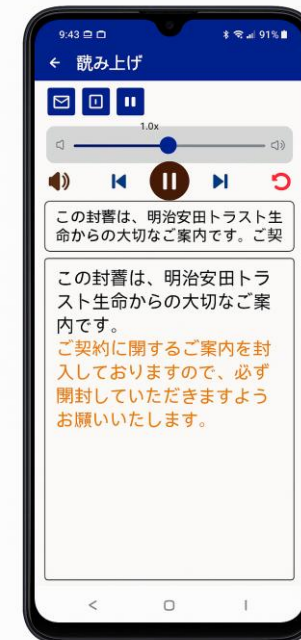 9:43 91%
← 読み上げ
1.0x
この封蓍は、明治安田トラスト生
命からの大切なご案内です。ご契
この封蓍は、明治安田トラ
スト生命からの大切なご案
内です。
ご契約に開するご案内を封
入しておりますので、必ず
開封していただきますよう
お願いいたします。